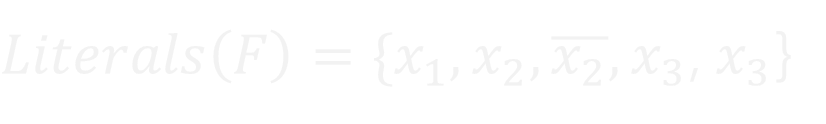 Literals(F) = {x₁, x₂, x̅₂̅, x₃, x₃}